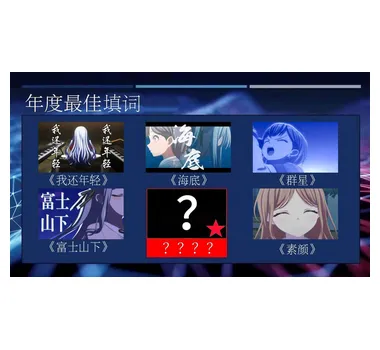 年度最佳填词
我还年轻
我还年轻
海底
《我还年轻》
《海底》
《群星》
富士
山下
?
《富士山下》
? ? ? ?
《素颜》